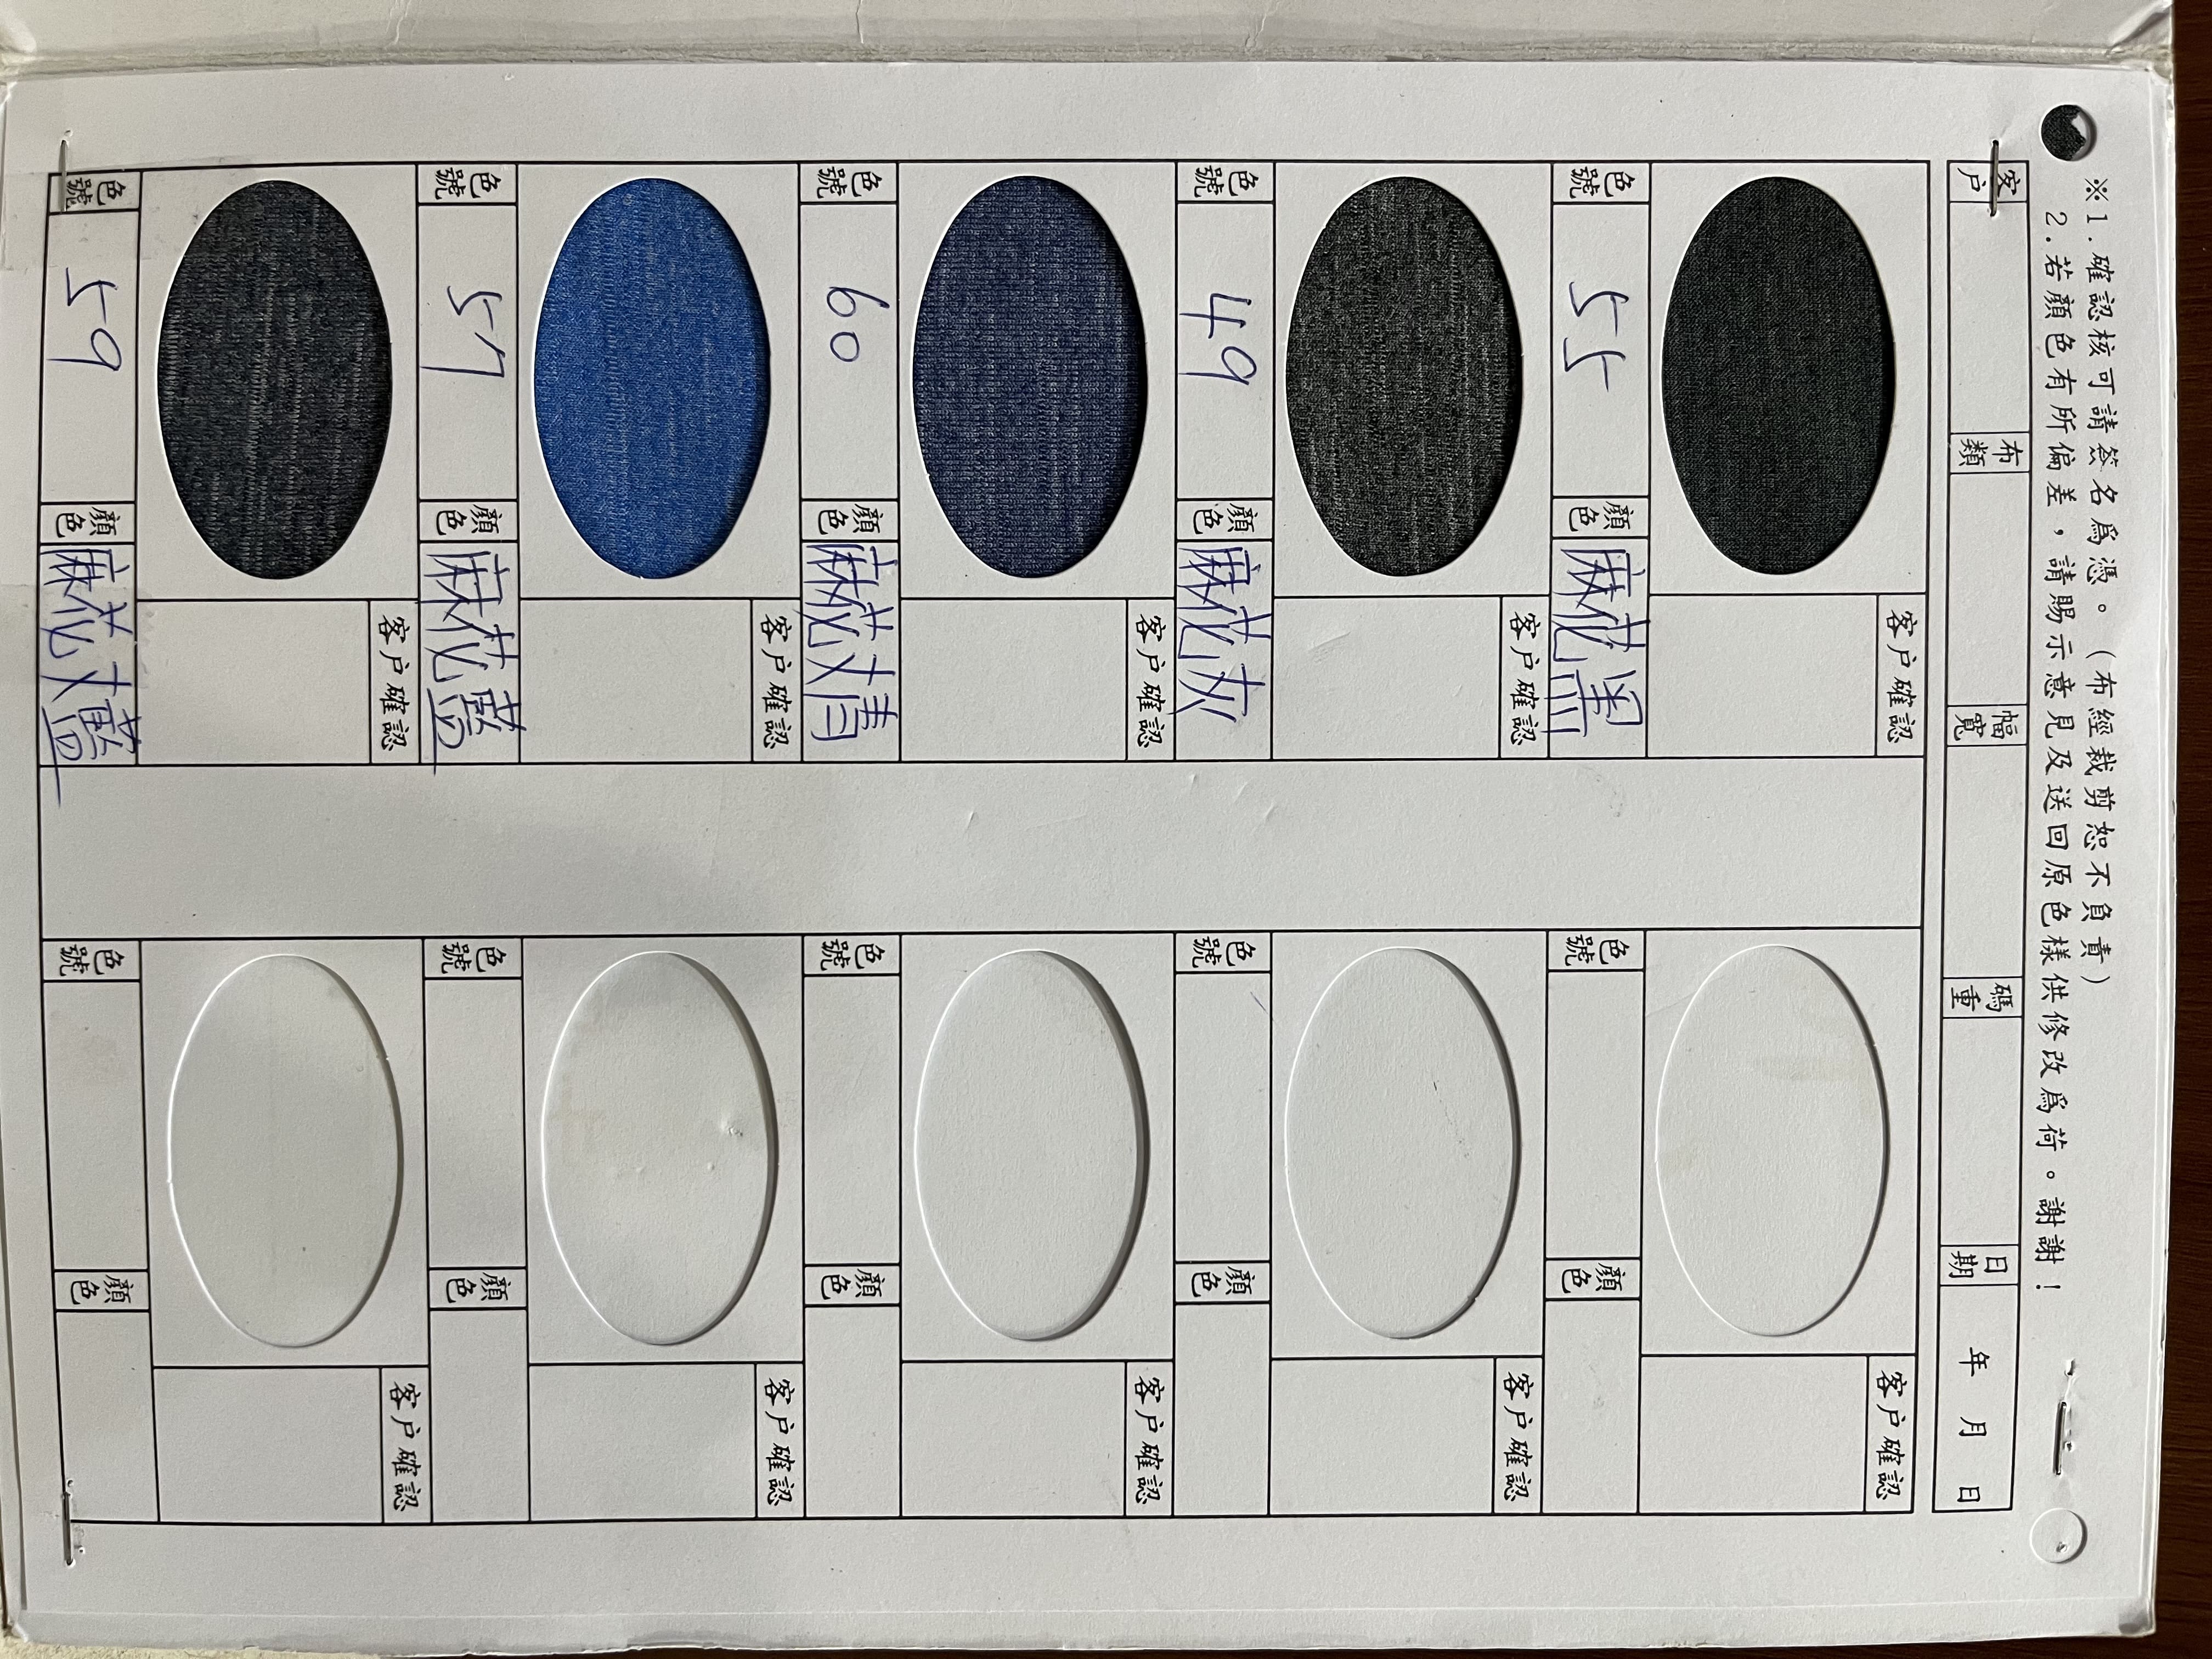 ※1.確認核可請簽名爲憑。(布經裁剪恕不負責)
2.若顏色有所偏差，請賜示意見及送回原色樣供修改爲荷。謝謝！
客户 布類 幅寬 碼重 日期 年 月 日
客户確認 客户確認
色號 55 顏色 麻花黑 色號 顏色
客户確認 客户確認
色號 49 顏色 麻花灰 色號 顏色
客户確認 客户確認
色號 60 顏色 麻花丈青 色號 顏色
客户確認 客户確認
色號 57 顏色 麻花藍 色號 顏色
客户確認 客户確認
色號 59 顏色 麻花丈藍 色號 顏色